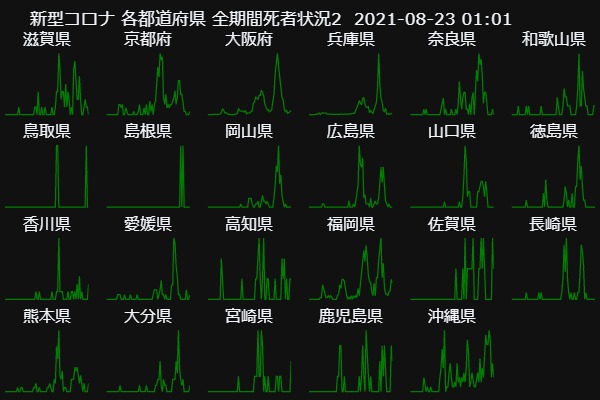 新型コロナ 各都道府県 全期間死者状況2 2021-08-23 01:01
滋賀県 京都府 大阪府 兵庫県 奈良県 和歌山県
鳥取県 島根県 岡山県 広島県 山口県 徳島県
香川県 愛媛県 高知県 福岡県 佐賀県 長崎県
熊本県 大分県 宮崎県 鹿児島県 沖縄県